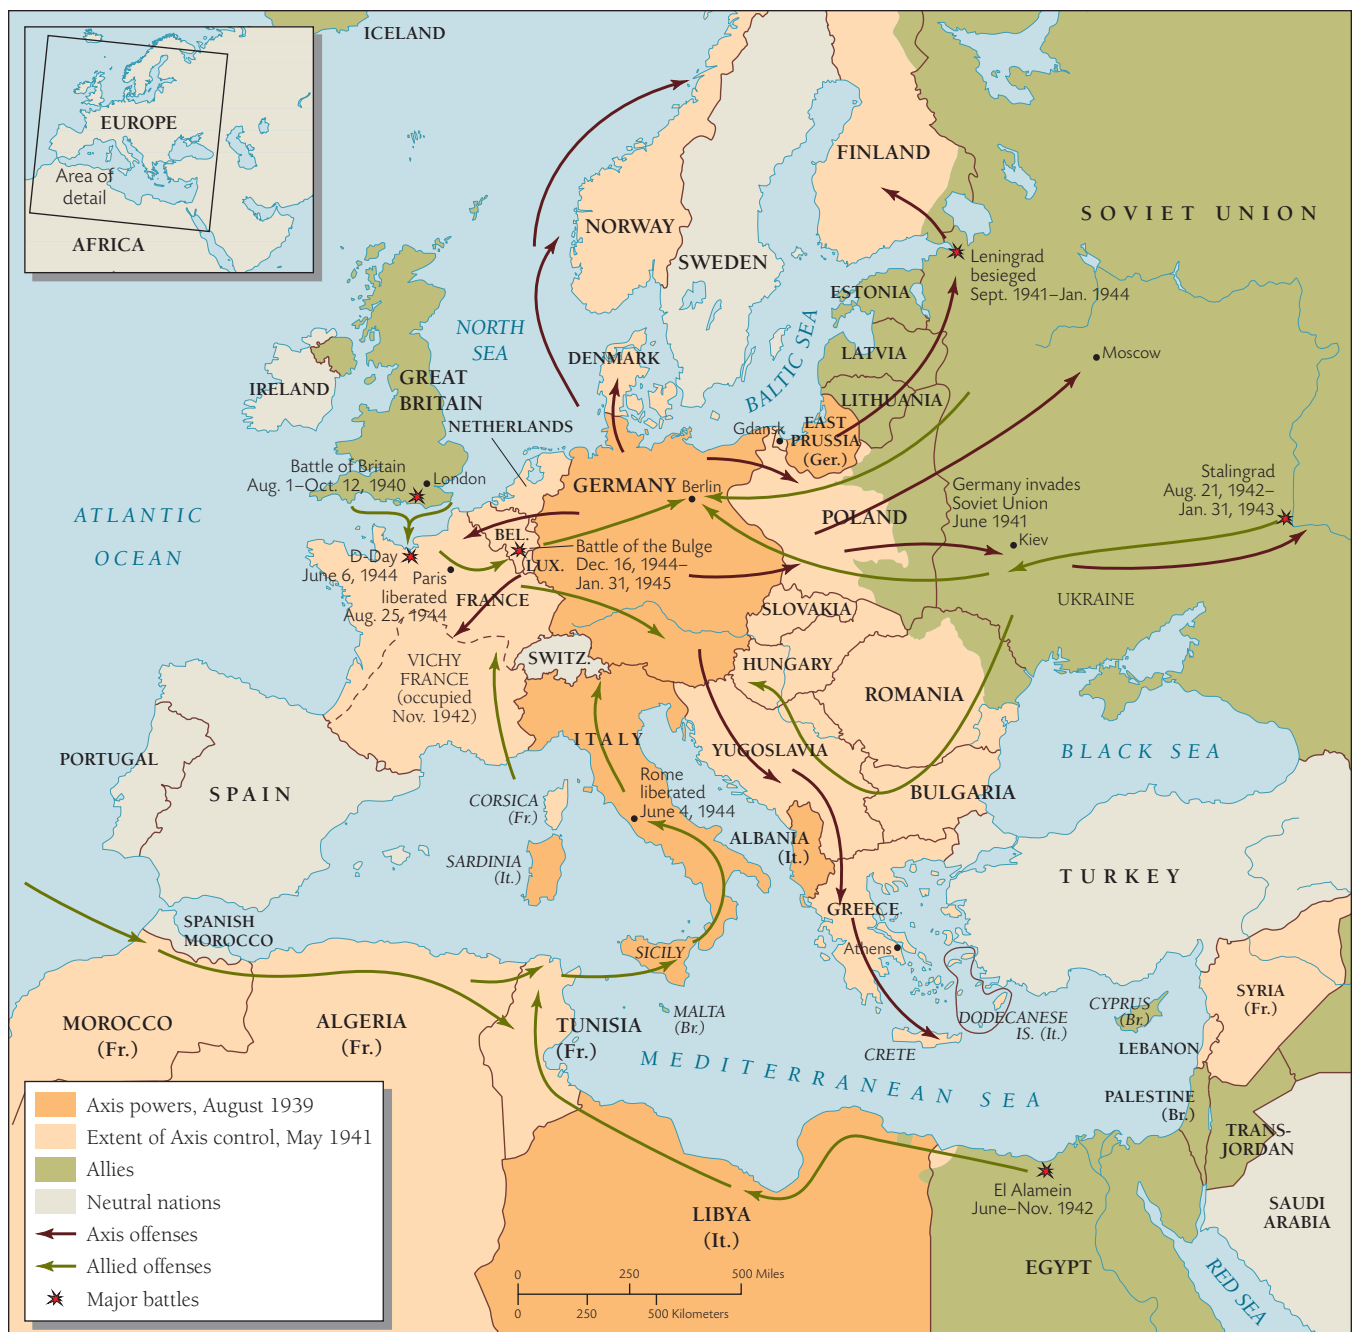 ICELAND
EUROPE
Area of
detail
AFRICA
FINLAND
SOVIET UNION
NORWAY
SWEDEN
Leningrad
besieged
Sept. 1941–Jan. 1944
ESTONIA
NORTH
SEA
BALTIC SEA
LATVIA
Moscow
DENMARK
IRELAND
GREAT
BRITAIN
LITHUANIA
NETHERLANDS
Gdansk
EAST
PRUSSIA
(Ger.)
Battle of Britain
Aug. 1–Oct. 12, 1940
London
GERMANY
Berlin
Stalingrad
Aug. 21, 1942–
Jan. 31, 1943
Germany invades
Soviet Union
June 1941
POLAND
ATLANTIC
OCEAN
BEL.
Kiev
D-Day
June 6, 1944
LUX.
Battle of the Bulge
Dec. 16, 1944–
Jan. 31, 1945
Paris
liberated
Aug. 25, 1944
FRANCE
SLOVAKIA
UKRAINE
SWITZ.
HUNGARY
VICHY
FRANCE
(occupied
Nov. 1942)
ROMANIA
ITALY
YUGOSLAVIA
BLACK SEA
PORTUGAL
SPAIN
Rome
liberated
June 4, 1944
CORSICA
(Fr.)
BULGARIA
ALBANIA
(It.)
SARDINIA
(It.)
TURKEY
SPANISH
MOROCCO
GREECE
Athens
SICILY
MALTA
(Br.)
DODECANESE
IS. (It.)
CYPRUS
(Br.)
SYRIA
(Fr.)
MOROCCO
(Fr.)
ALGERIA
(Fr.)
TUNISIA
(Fr.)
CRETE
LEBANON
MEDITERRANEAN SEA
PALESTINE
(Br.)
TRANS-
JORDAN
El Alamein
June–Nov. 1942
LIBYA
(It.)
SAUDI
ARABIA
EGYPT
RED SEA
Axis powers, August 1939
Extent of Axis control, May 1941
Allies
Neutral nations
Axis offenses
Allied offenses
Major battles
0 250 500 Miles
0 250 500 Kilometers